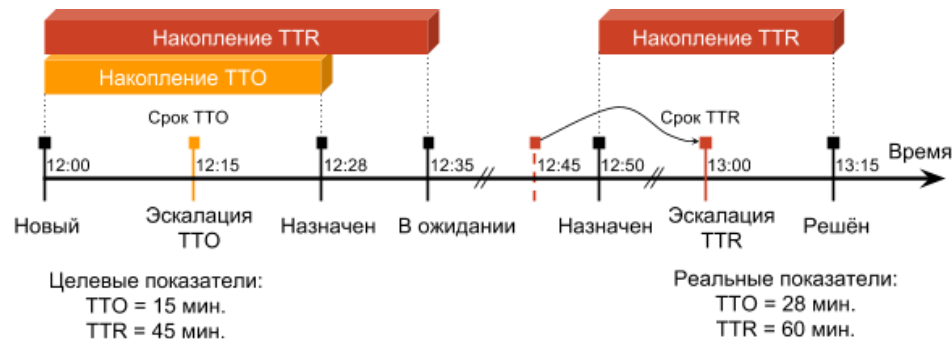 Накопление TTR
Накопление TTR
Накопление TTO
Срок TTO
Срок TTR
12:00
12:15
12:28
12:35
12:45
12:50
13:00
13:15
Время
Новый
Эскалация
TTO
Назначен
В ожидании
Назначен
Эскалация
TTR
Решён
Целевые показатели:
TTO = 15 мин.
TTR = 45 мин.
Реальные показатели:
TTO = 28 мин.
TTR = 60 мин.